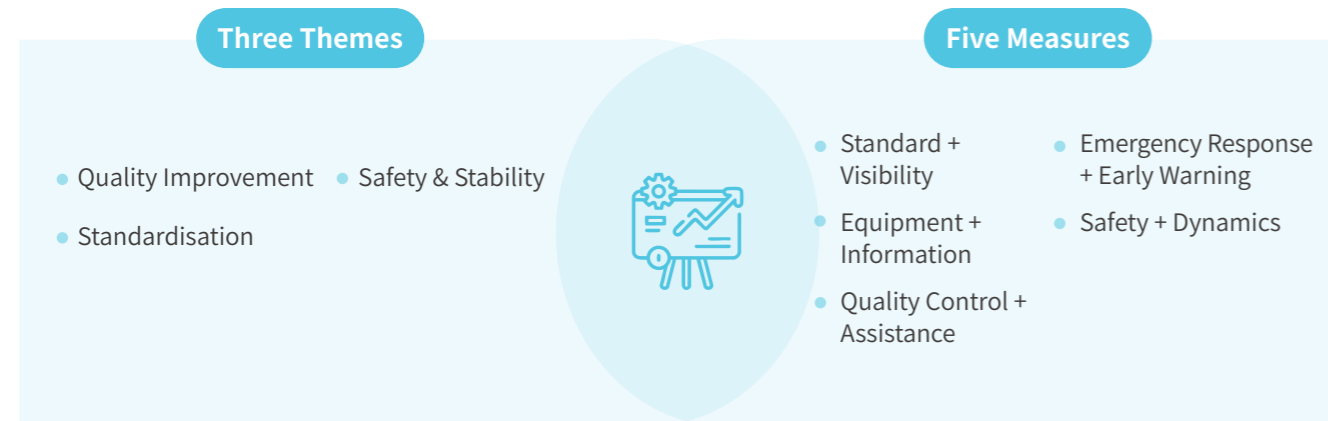 Three Themes
Quality Improvement
Safety & Stability
Standardisation
Five Measures
Standard +
Visibility
Equipment +
Information
Quality Control +
Assistance
Emergency Response
+ Early Warning
Safety + Dynamics